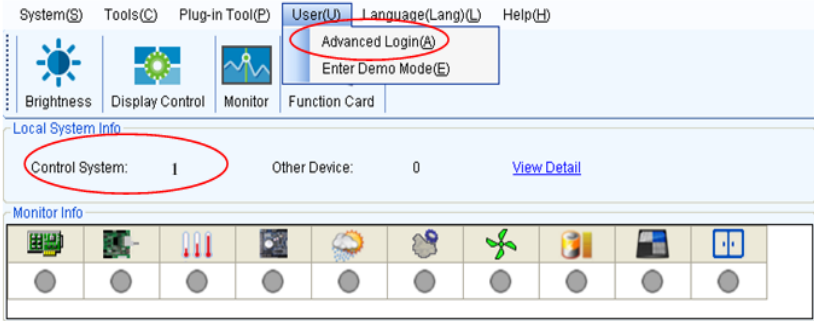 System(S) Tools(C) Plug-in Tool(P) User(U) Language(Lang)(L) Help(H)
Advanced Login(A)
Enter Demo Mode(E)
Brightness Display Control Monitor Function Card
Local System Info
Control System: 1 Other Device: 0 View Detail
Monitor Info